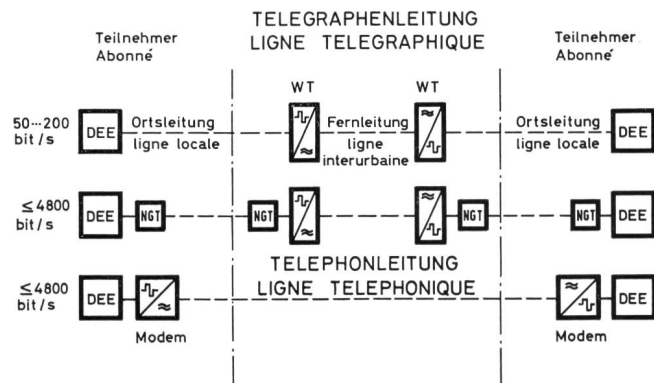 TELEGRAPHENLEITUNG
LIGNE TELEGRAPHIQUE
Teilnehmer
Abonné
Teilnehmer
Abonné
WT WT
50...200
bit/s
DEE Ortsleitung Fernleitung Ortsleitung DEE
ligne locale ligne interurbaine ligne locale
≤4800
bit/s
DEE NGT NGT NGT NGT DEE
TELEPHONLEITUNG
LIGNE TELEPHONIQUE
≤4800
bit/s
DEE DEE
Modem Modem